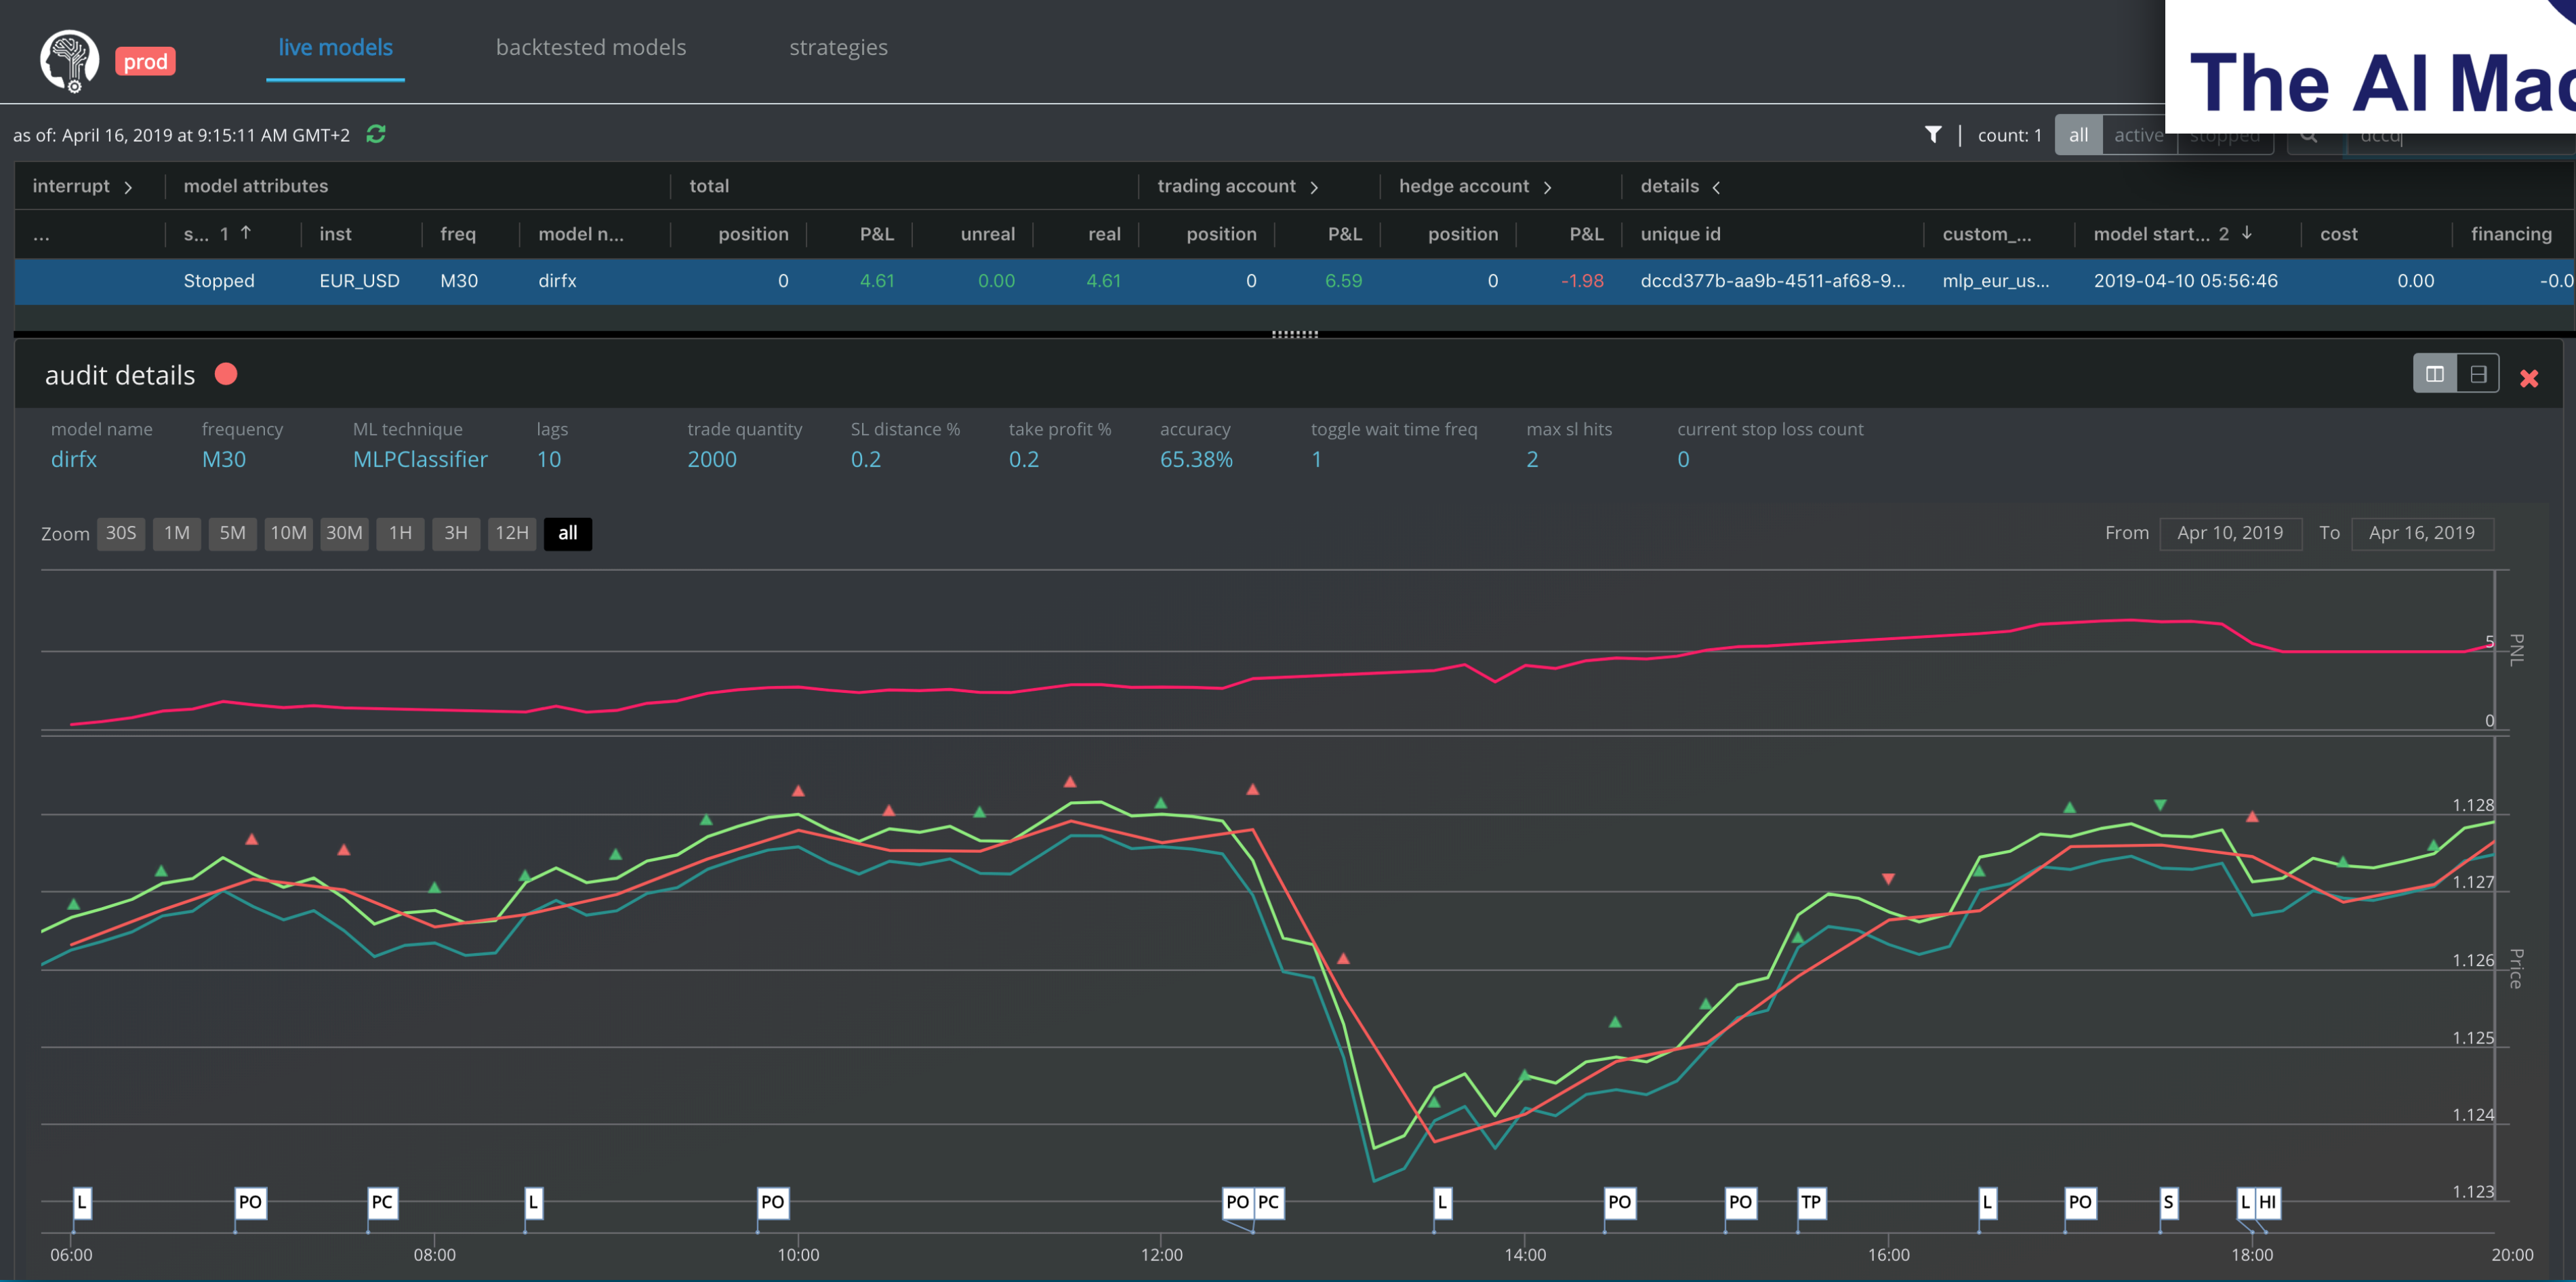 prod live models backtested models strategies
The AI Mac
as of: April 16, 2019 at 9:15:11 AM GMT+2 | count: 1 all active stopped dccd
interrupt > model attributes total trading account > hedge account > details <
... s... 1 ↑ inst freq model n... position P&L unreal real position P&L position P&L unique id custom_... model start... 2 ↓ cost financing
Stopped EUR_USD M30 dirfx 0 4.61 0.00 4.61 0 6.59 0 -1.98 dccd377b-aa9b-4511-af68-9... mlp_eur_us... 2019-04-10 05:56:46 0.00 -0.0
audit details
model name frequency ML technique lags trade quantity SL distance % take profit % accuracy toggle wait time freq max sl hits current stop loss count
dirfx M30 MLPClassifier 10 2000 0.2 0.2 65.38% 1 2 0
Zoom 30S 1M 5M 10M 30M 1H 3H 12H all From Apr 10, 2019 To Apr 16, 2019
5
PNL
0
1.128
1.127
1.126
Price
1.125
1.124
1.123
L PO PC L PO PO PC L PO PO TP L PO S L HI
06:00 08:00 10:00 12:00 14:00 16:00 18:00 20:00